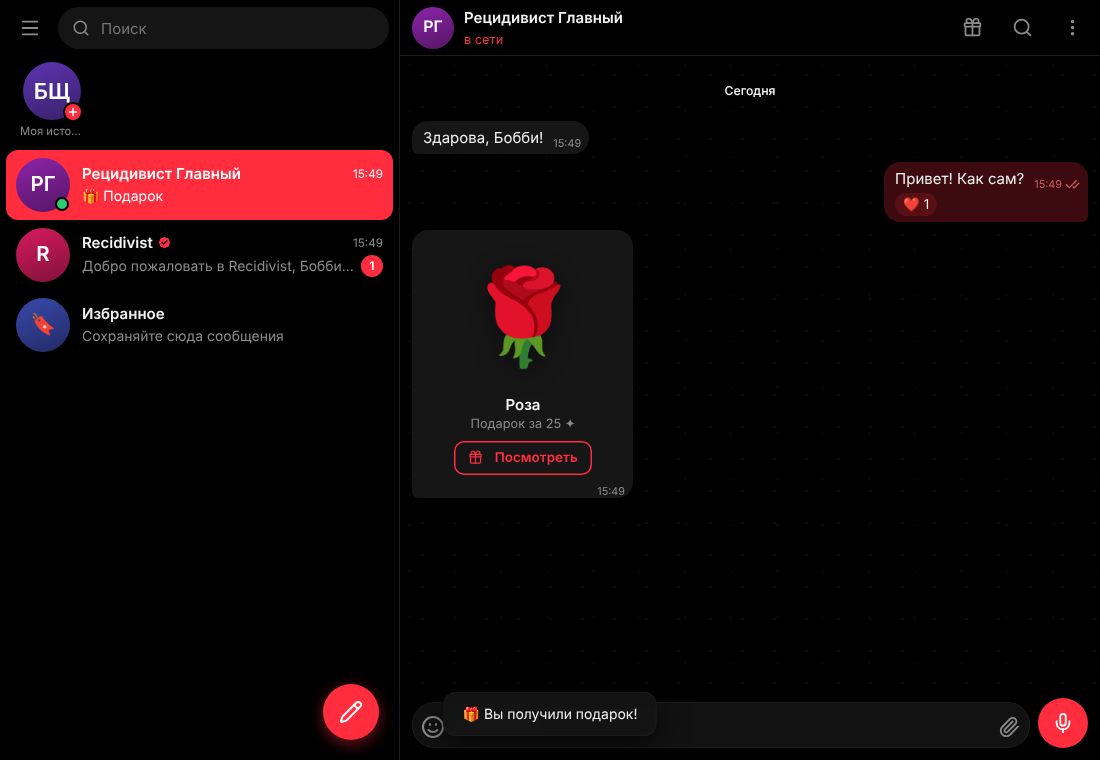 Поиск
БЩ
Моя исто...
РГ
Рецидивист Главный
15:49
🎁 Подарок
R
Recidivist
15:49
Добро пожаловать в Recidivist, Бобби...
1
Избранное
Сохраняйте сюда сообщения
РГ
Рецидивист Главный
в сети
Сегодня
Здарова, Бобби! 15:49
Привет! Как сам? 15:49
❤️ 1
Роза
Подарок за 25 ✦
Посмотреть
15:49
🎁 Вы получили подарок!